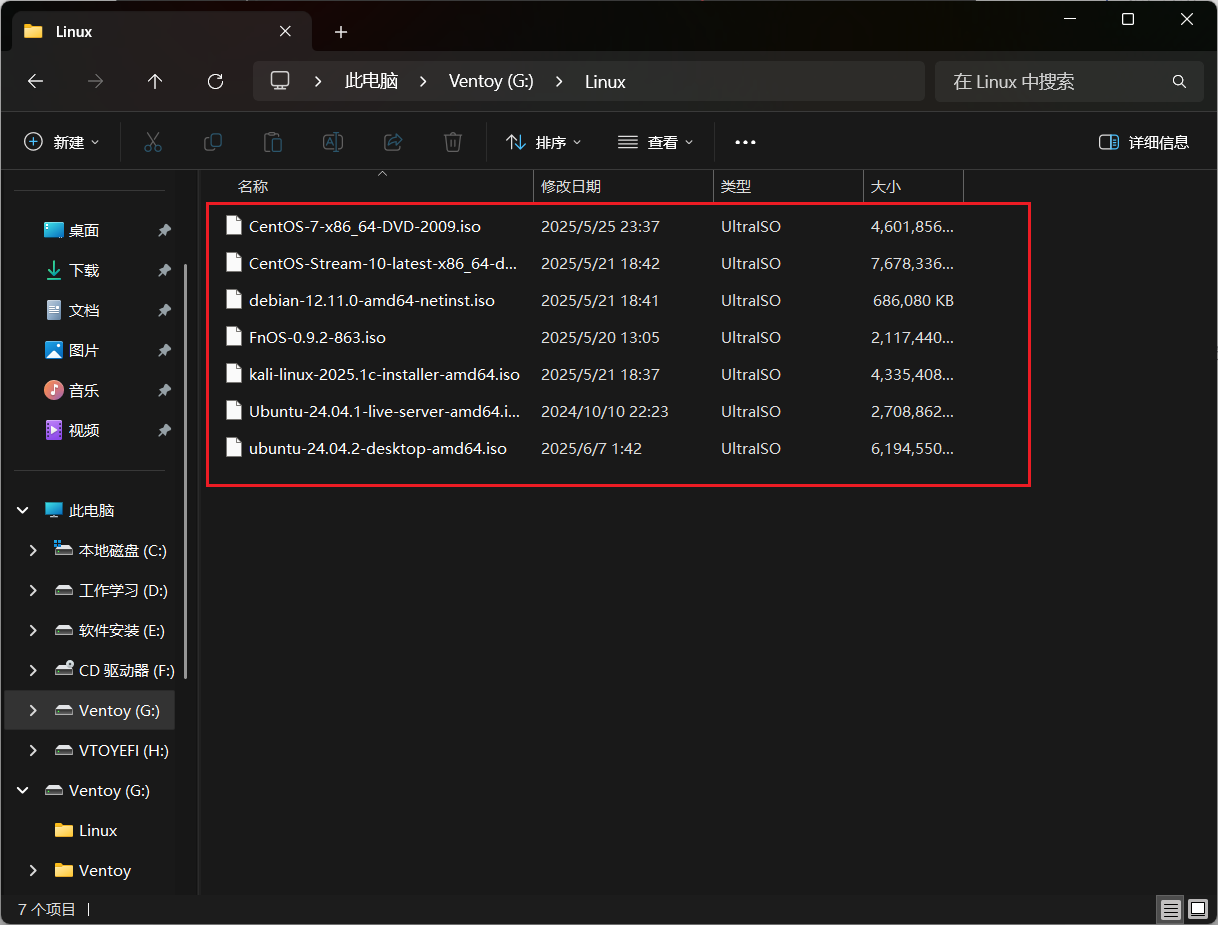 Linux
此电脑 Ventoy (G:) Linux
在 Linux 中搜索
新建 排序 查看 详细信息
名称 修改日期 类型 大小
CentOS-7-x86_64-DVD-2009.iso 2025/5/25 23:37 UltraISO 4,601,856...
CentOS-Stream-10-latest-x86_64-d... 2025/5/21 18:42 UltraISO 7,678,336...
debian-12.11.0-amd64-netinst.iso 2025/5/21 18:41 UltraISO 686,080 KB
FnOS-0.9.2-863.iso 2025/5/20 13:05 UltraISO 2,117,440...
kali-linux-2025.1c-installer-amd64.iso 2025/5/21 18:37 UltraISO 4,335,408...
Ubuntu-24.04.1-live-server-amd64.i... 2024/10/10 22:23 UltraISO 2,708,862...
ubuntu-24.04.2-desktop-amd64.iso 2025/6/7 1:42 UltraISO 6,194,550...
桌面
下载
文档
图片
音乐
视频
此电脑
本地磁盘 (C:)
工作学习 (D:)
软件安装 (E:)
CD 驱动器 (F:)
Ventoy (G:)
VTOYEFI (H:)
Ventoy (G:)
Linux
Ventoy
7 个项目